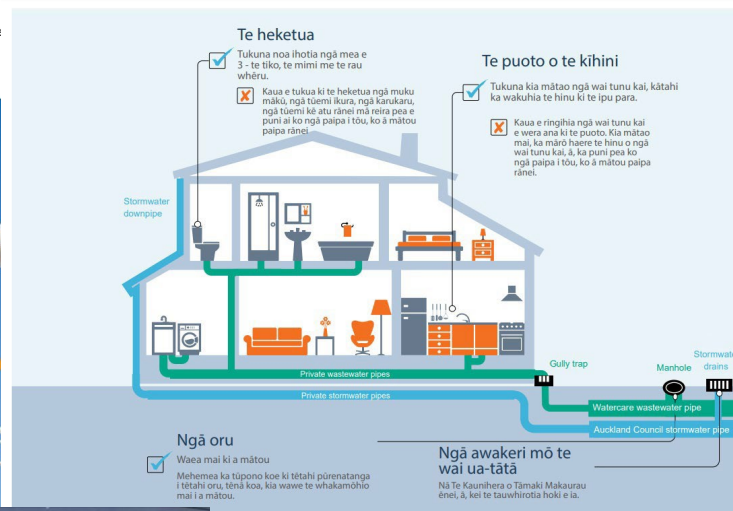 Te heketua
Tukuna noa ihotia ngā mea e
3 - te tiko, te mimi me te rau
whēru.
Kaua e tukua ki te heketua ngā muku
mākū, ngā tūemi ikura, ngā karukaru,
ngā tūemi kē atu rānei mā reira pea e
puni ai ko ngā paipa i tōu, ko ā mātou
paipa rānei
Te puoto o te kīhini
Tukuna kia mātao ngā wai tunu kai, kātahi
ka wakuhia te hinu ki te ipu para.
Kaua e ringihia ngā wai tunu kai
e wera ana ki te puoto. Kia mātao
mai, ka mārō haere te hinu o ngā
wai tunu kai, ā, ka puni pea ko
ngā paipa i tōu, ko ā mātou paipa
rānei.
Stormwater
downpipe
Private wastewater pipes
Private stormwater pipes
Gully trap
Manhole
drains
Watercare wastewater pipe
Auckland Council stormwater pipe
Ngā oru
Waea mai ki a mātou
Mehemea ka tūpono koe ki tētahi pūrenatanga
i tētahi oru, tēnā koa, kia wawe te whakamōhio
mai i a mātou.
Ngā awakeri mō te
wai ua-tātā
Nā Te Kaunihera o Tāmaki Makaurau
ēnei, ā, kei te tauwhirotia hoki e ia.